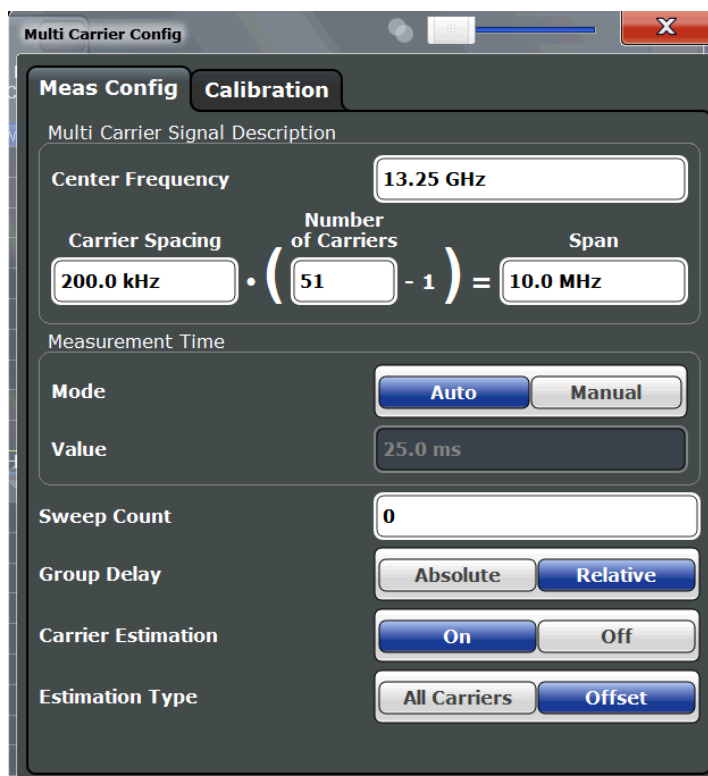 Multi Carrier Config
X
Meas Config Calibration
Multi Carrier Signal Description
Center Frequency 13.25 GHz
Number
Carrier Spacing of Carriers Span
200.0 kHz • ( 51 - 1 ) = 10.0 MHz
Measurement Time
Mode Auto Manual
Value 25.0 ms
Sweep Count 0
Group Delay Absolute Relative
Carrier Estimation On Off
Estimation Type All Carriers Offset